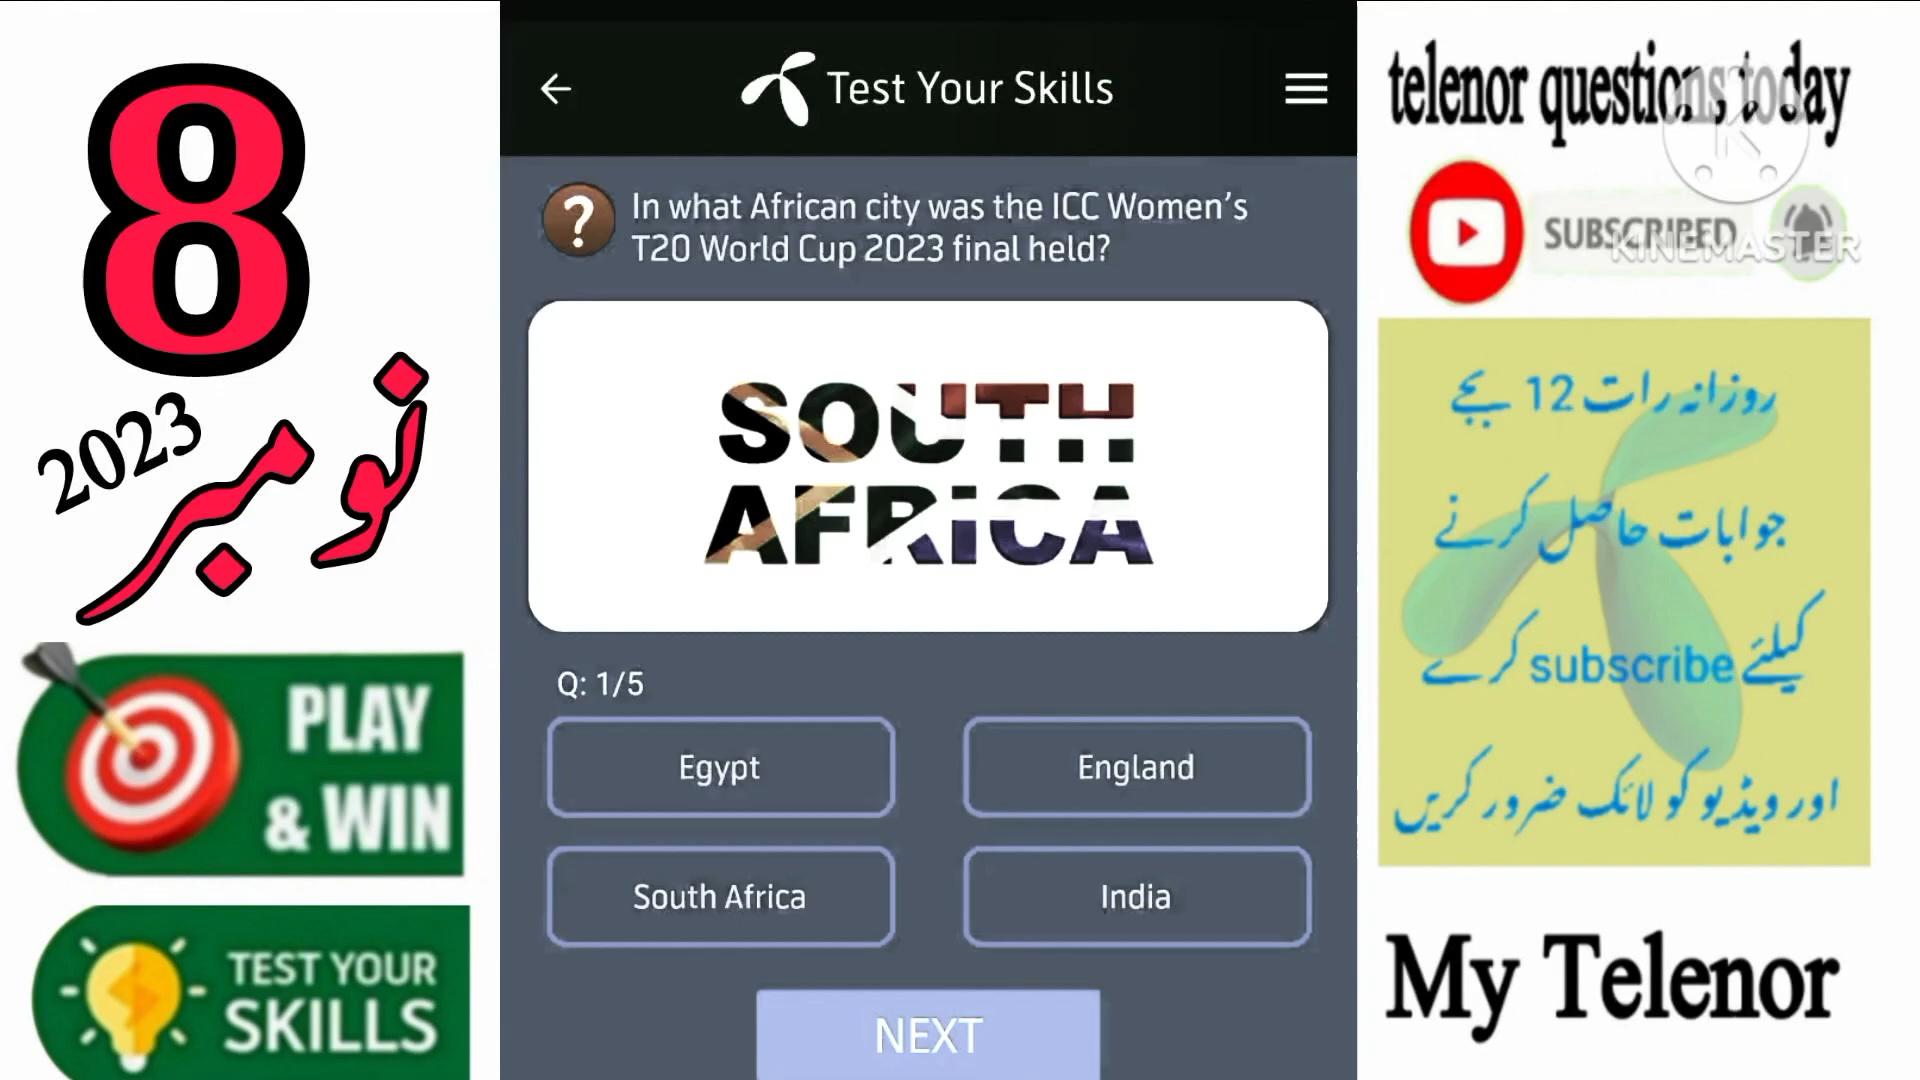 8
نومبر
2023
PLAY
& WIN
TEST YOUR
SKILLS
Test Your Skills
In what African city was the ICC Women's
T20 World Cup 2023 final held?
SOUTH
AFRiCA
Q: 1/5
Egypt
England
South Africa
India
NEXT
telenor questions today
SUBSCRIBED
KINEMASTER
روزانہ رات 12 بجے
جوابات حاصل کرنے
کیلئے subscribe کرے
اور ویڈیو کو لائک ضرور کریں
My Telenor